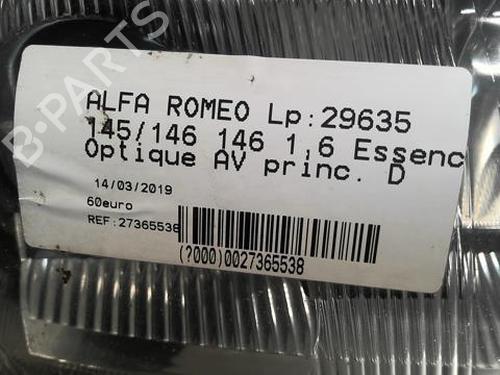 ALFA ROMEO Lp:29635
145/146 146 1,6 Essenc
Optique AV princ. D
14/03/2019
60euro
REF:27365538
(?000)0027365538
B-PARTS